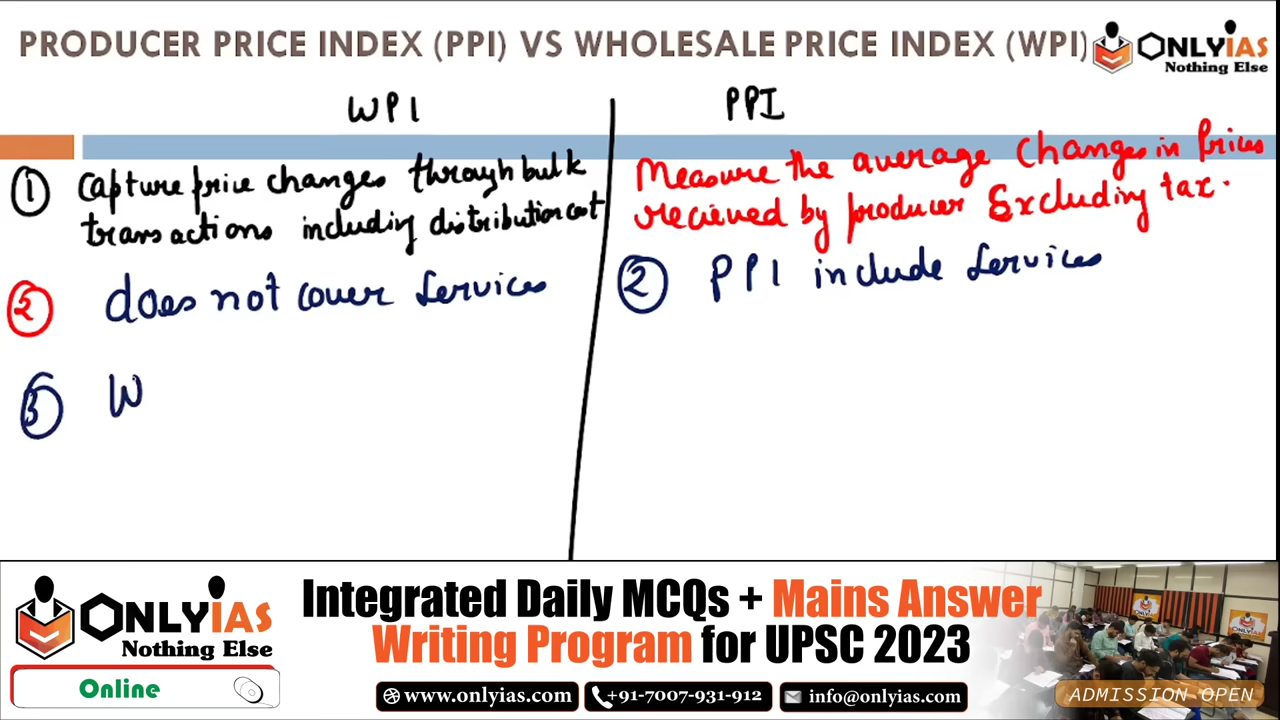 PRODUCER PRICE INDEX (PPI) VS WHOLESALE PRICE INDEX (WPI)
ONLYIAS
Nothing Else
WPI
PPI
① Capture price changes through bulk
transactions including distribution cost
Measure the average Changes in Prices
recieved by producer Excluding tax.
② does not cover Services
② PPI include Services
③ W
ONLYIAS
Nothing Else
Online
Integrated Daily MCQs + Mains Answer
Writing Program for UPSC 2023
www.onlyias.com
+91-7007-931-912
info@onlyias.com
ADMISSION OPEN